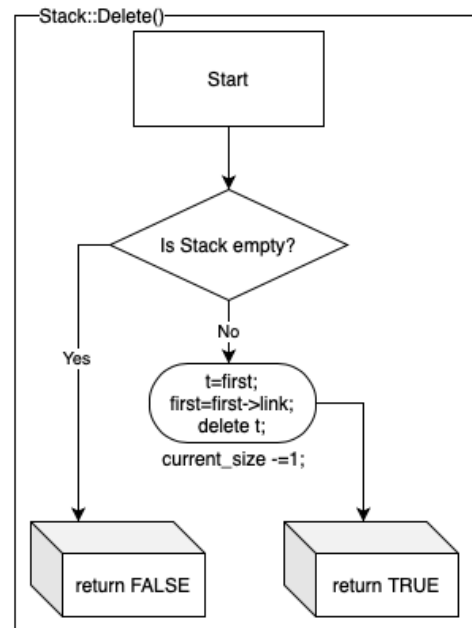 Stack::Delete()
Start
Is Stack empty?
Yes
No
t=first;
first=first->link;
delete t;
current_size -=1;
return FALSE
return TRUE